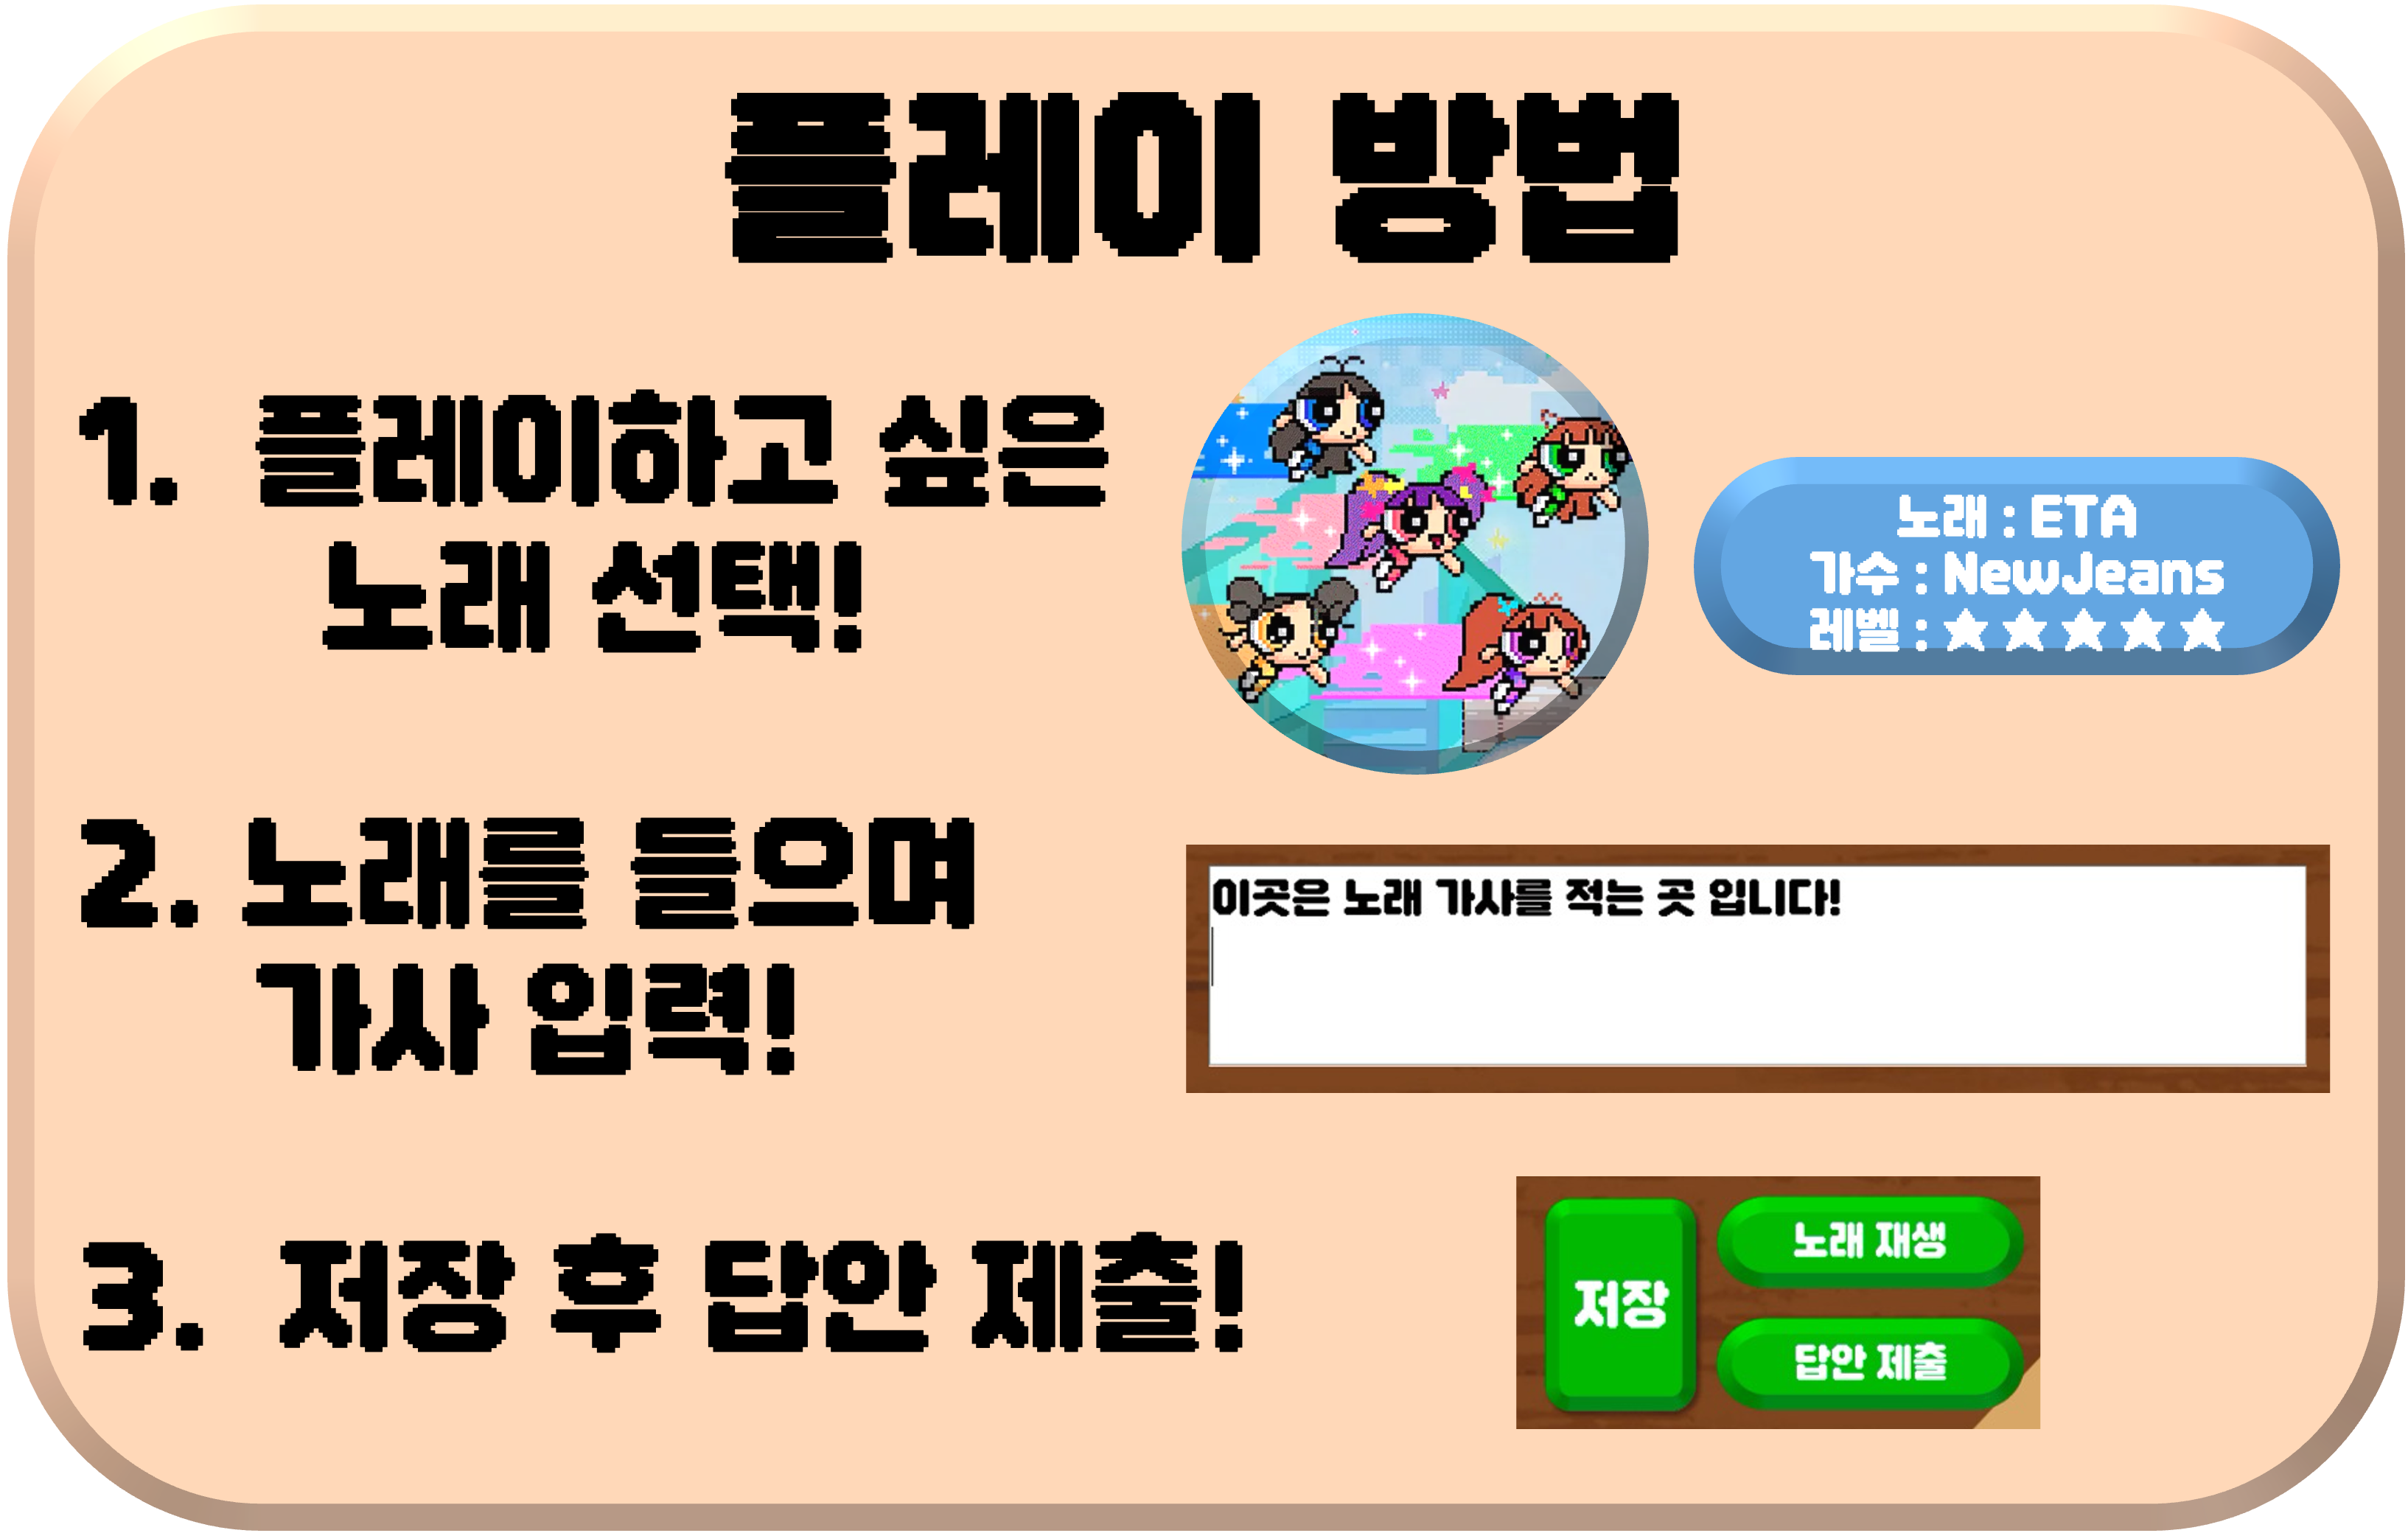 플레이 방법
1. 플레이하고 싶은
노래 선택!
노래 : ETA
가수 : NewJeans
레벨 : ★★★★★
2. 노래를 들으며
가사 입력!
이곳은 노래 가사를 적는 곳 입니다!
3. 저장 후 답안 제출!
저장
노래 재생
답안 제출